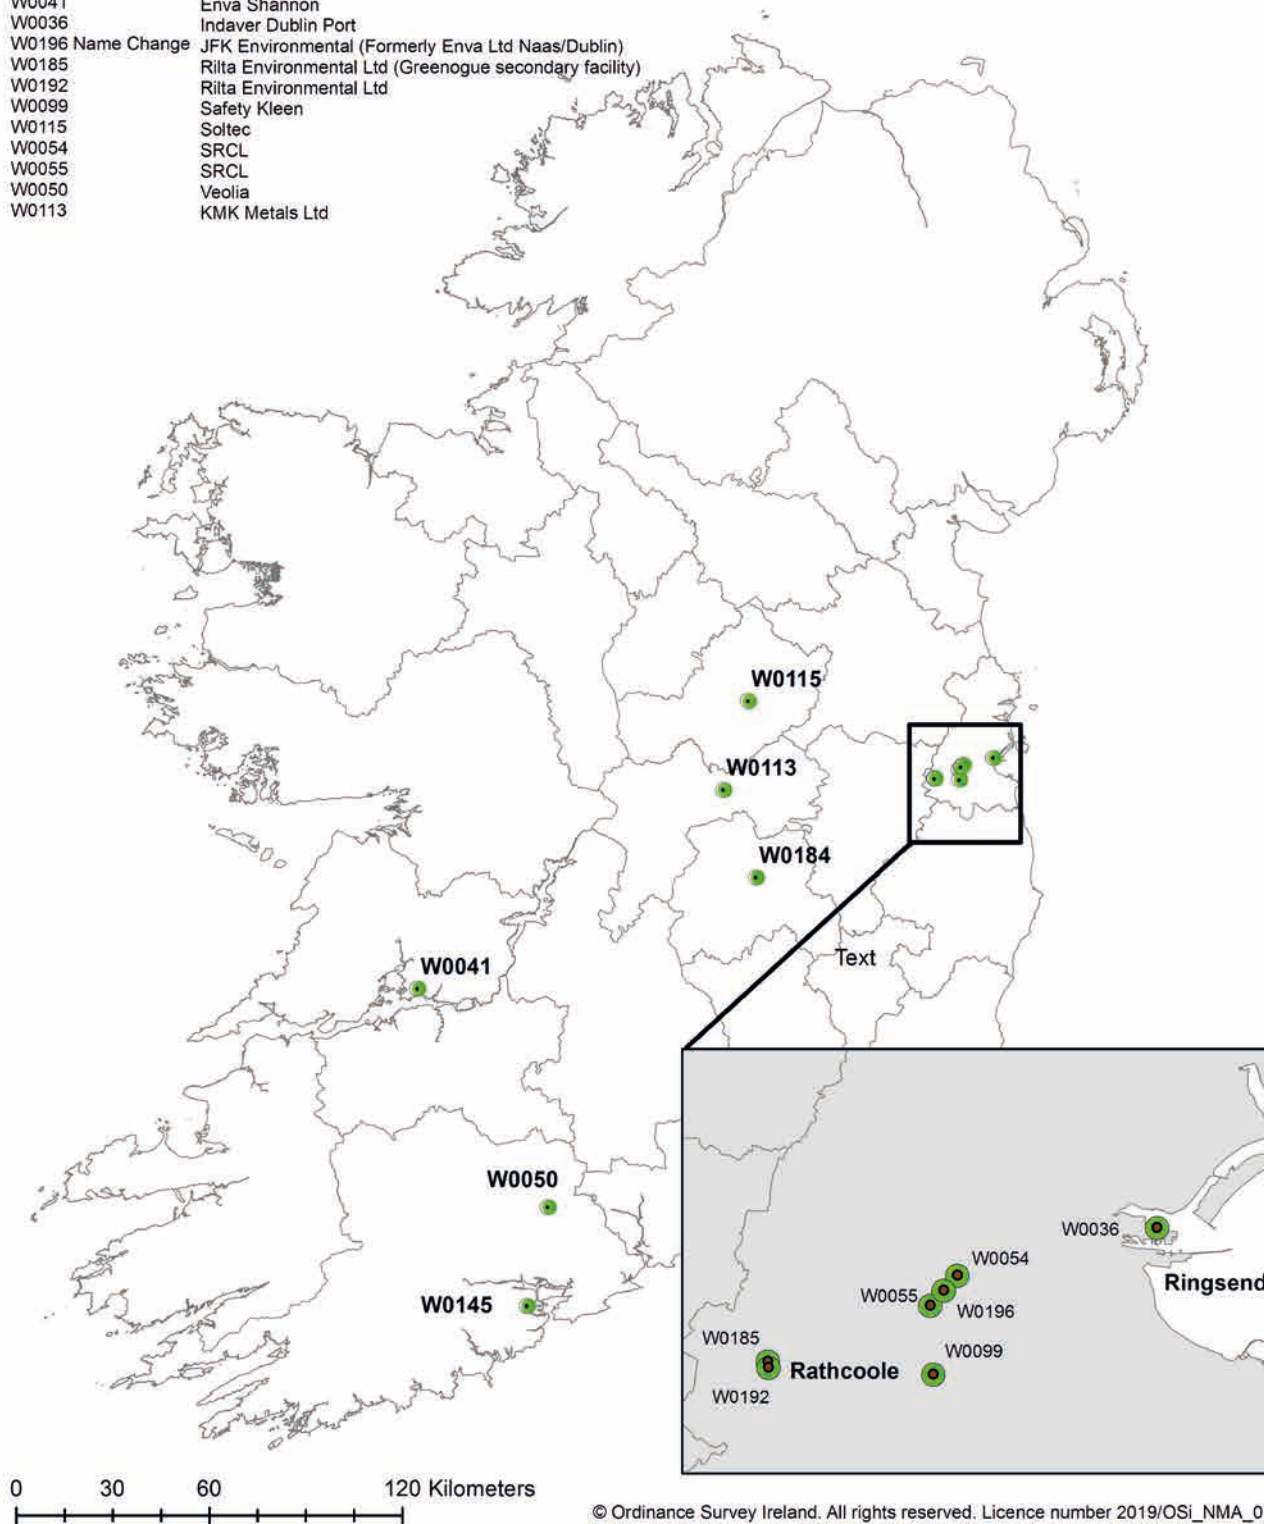 W0041 Enva Shannon
W0036 Indaver Dublin Port
W0196 Name Change JFK Environmental (Formerly Enva Ltd Naas/Dublin)
W0185 Rilta Environmental Ltd (Greenogue secondary facility)
W0192 Rilta Environmental Ltd
W0099 Safety Kleen
W0115 Soltec
W0054 SRCL
W0055 SRCL
W0050 Veolia
W0113 KMK Metals Ltd
W0115
W0113
W0184
W0041
Text
W0050
W0145
W0036
W0054
Ringsend
W0055
W0196
W0185
W0099
Rathcoole
W0192
0 30 60 120 Kilometers
© Ordinance Survey Ireland. All rights reserved. Licence number 2019/OSi_NMA_0